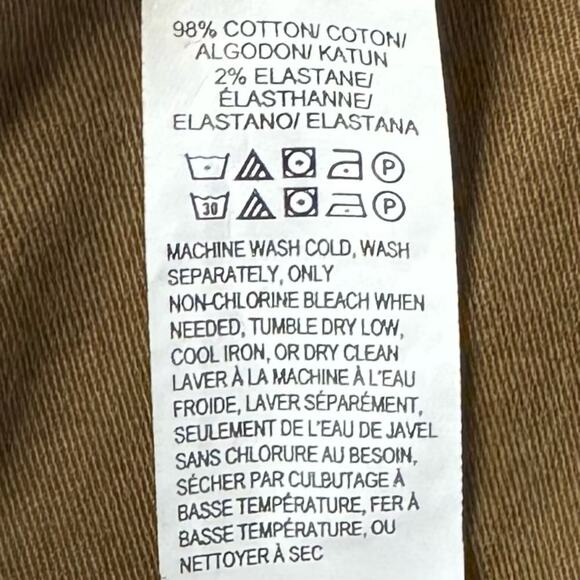 98% COTTON/ COTON/
ALGODON/ KATUN
2% ELASTANE/
ÉLASTHANNE/
ELASTANO/ ELASTANA
P
30 P
MACHINE WASH COLD, WASH
SEPARATELY, ONLY
NON-CHLORINE BLEACH WHEN
NEEDED, TUMBLE DRY LOW,
COOL IRON, OR DRY CLEAN
LAVER À LA MACHINE À L'EAU
FROIDE, LAVER SÉPARÉMENT,
SEULEMENT DE L'EAU DE JAVEL
SANS CHLORURE AU BESOIN,
SÉCHER PAR CULBUTAGE À
BASSE TEMPÉRATURE, FER À
BASSE TEMPÉRATURE, OU
NETTOYER À SEC